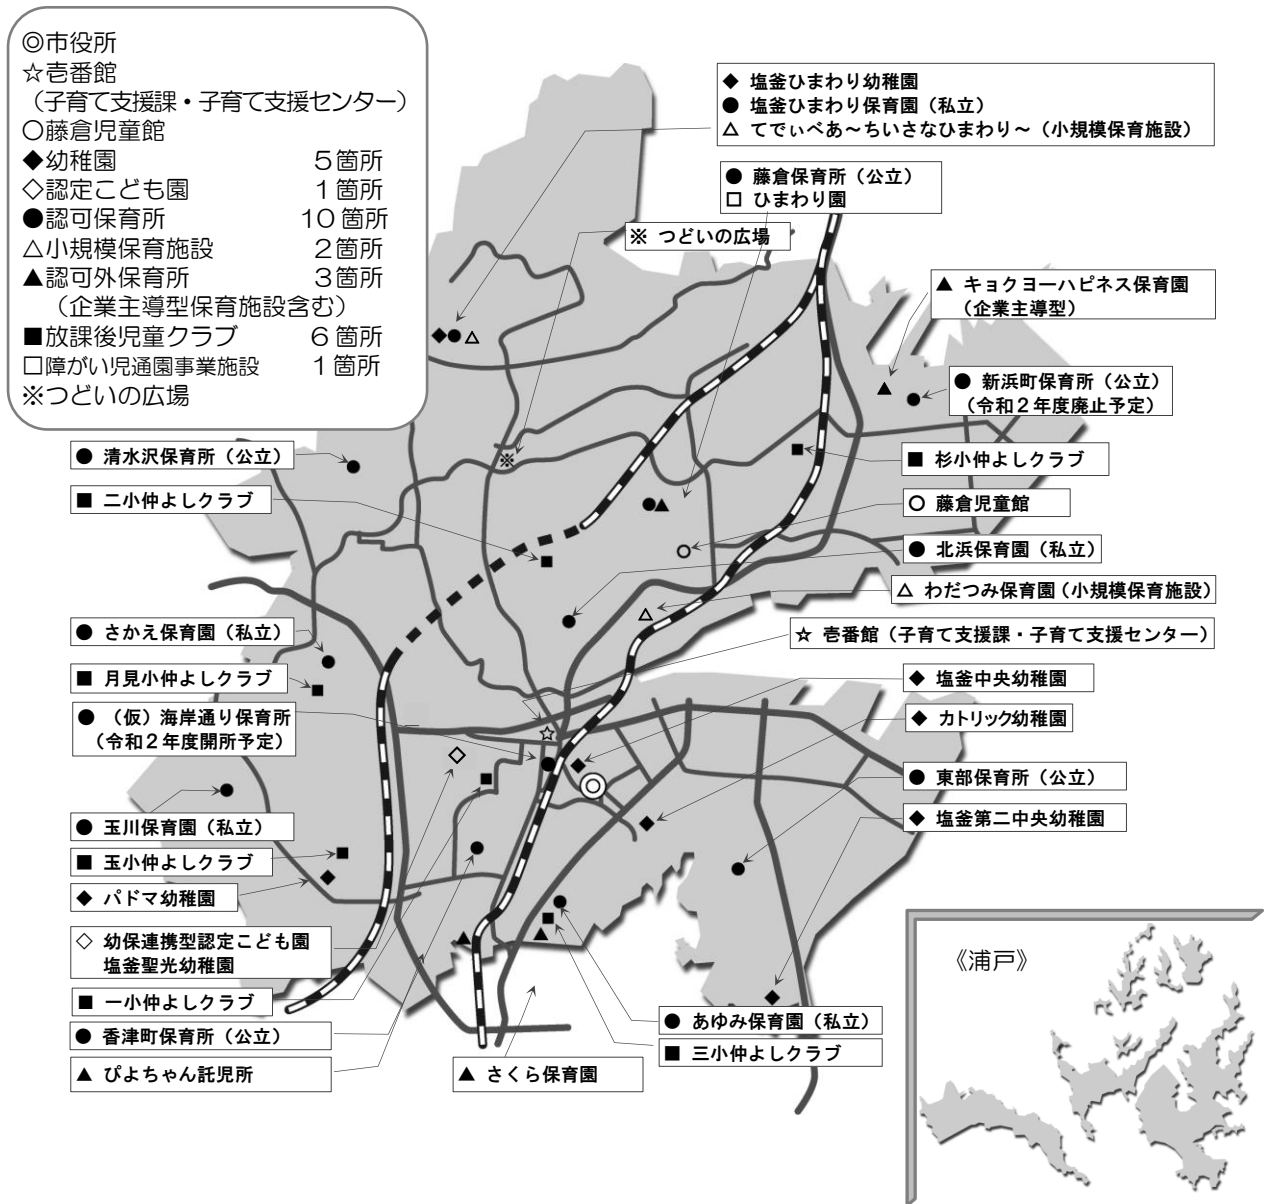 ◎市役所
☆壱番館
（子育て支援課・子育て支援センター）
○藤倉児童館
◆幼稚園 5箇所
◇認定こども園 1箇所
●認可保育所 10箇所
△小規模保育施設 2箇所
▲認可外保育所 3箇所
（企業主導型保育施設含む）
■放課後児童クラブ 6箇所
□障がい児通園事業施設 1箇所
※つどいの広場
◆ 塩釜ひまわり幼稚園
● 塩釜ひまわり保育園（私立）
△ てでぃべあ～ちいさなひまわり～（小規模保育施設）
● 藤倉保育所（公立）
□ ひまわり園
※ つどいの広場
▲ キョクヨーハピネス保育園
（企業主導型）
● 新浜町保育所（公立）
（令和２年度廃止予定）
● 清水沢保育所（公立）
■ 杉小仲よしクラブ
■ 二小仲よしクラブ
○ 藤倉児童館
● 北浜保育園（私立）
△ わだつみ保育園（小規模保育施設）
● さかえ保育園（私立）
☆ 壱番館（子育て支援課・子育て支援センター）
■ 月見小仲よしクラブ
◆ 塩釜中央幼稚園
● （仮）海岸通り保育所
（令和２年度開所予定）
◆ カトリック幼稚園
● 東部保育所（公立）
● 玉川保育園（私立）
◆ 塩釜第二中央幼稚園
■ 玉小仲よしクラブ
◆ パドマ幼稚園
◇ 幼保連携型認定こども園
塩釜聖光幼稚園
《浦戸》
■ 一小仲よしクラブ
● あゆみ保育園（私立）
● 香津町保育所（公立）
■ 三小仲よしクラブ
▲ ぴよちゃん託児所
▲ さくら保育園